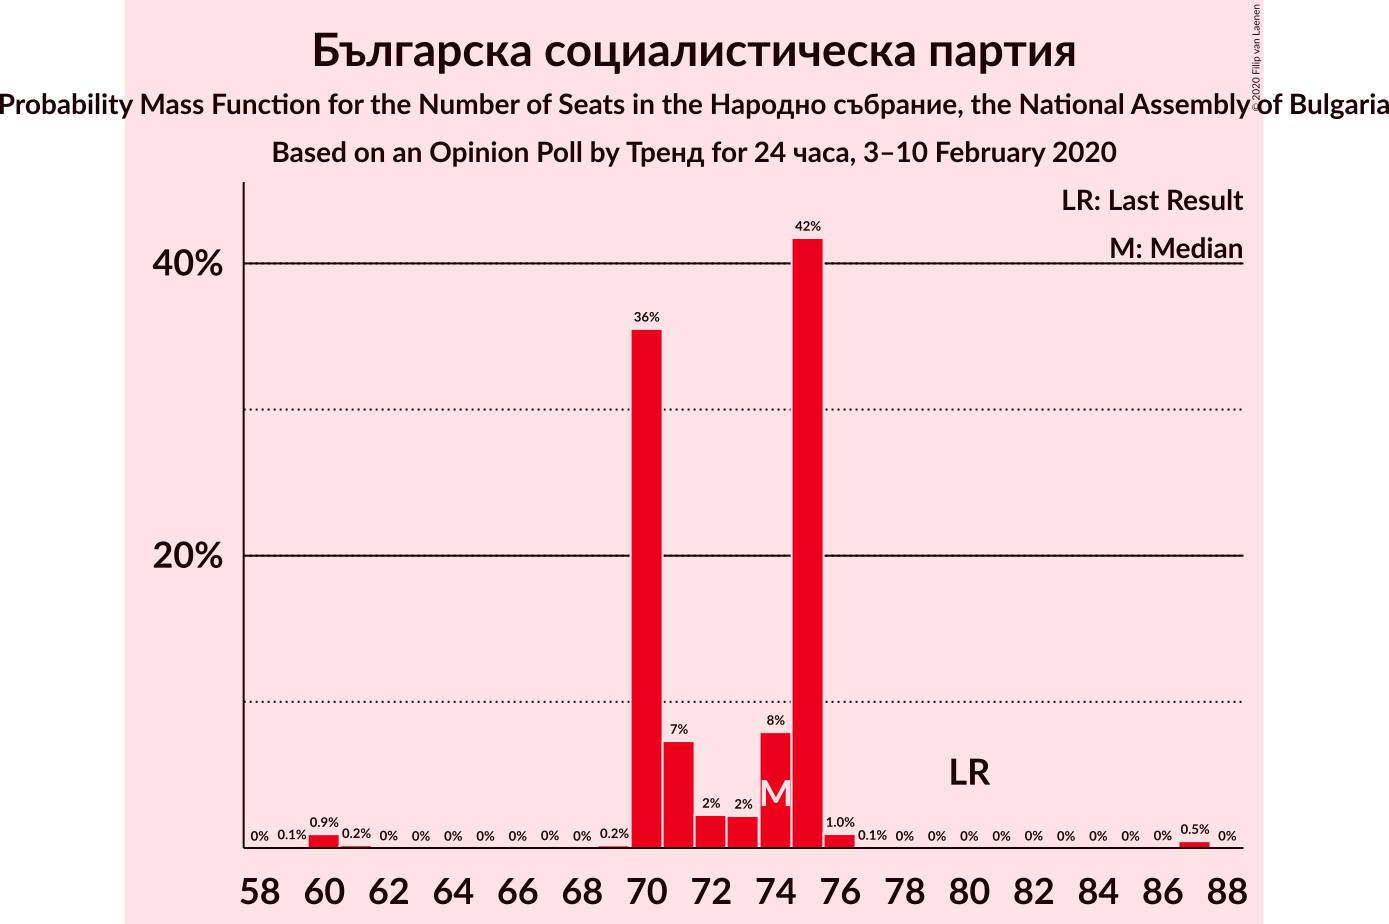 Българска социалистическа партия
Probability Mass Function for the Number of Seats in the Народно събрание, the National Assembly of Bulgaria
Based on an Opinion Poll by Тренд for 24 часа, 3–10 February 2020
© 2020 Filip van Laenen
LR: Last Result
M: Median
40%
20%
0% 0.1% 0.9% 0.2% 0% 0% 0% 0% 0% 0% 0% 0.2% 36% 7% 2% 2% 8% 42% 1.0% 0.1% 0% 0% 0% 0% 0% 0% 0% 0% 0% 0.5% 0%
M
LR
58 60 62 64 66 68 70 72 74 76 78 80 82 84 86 88